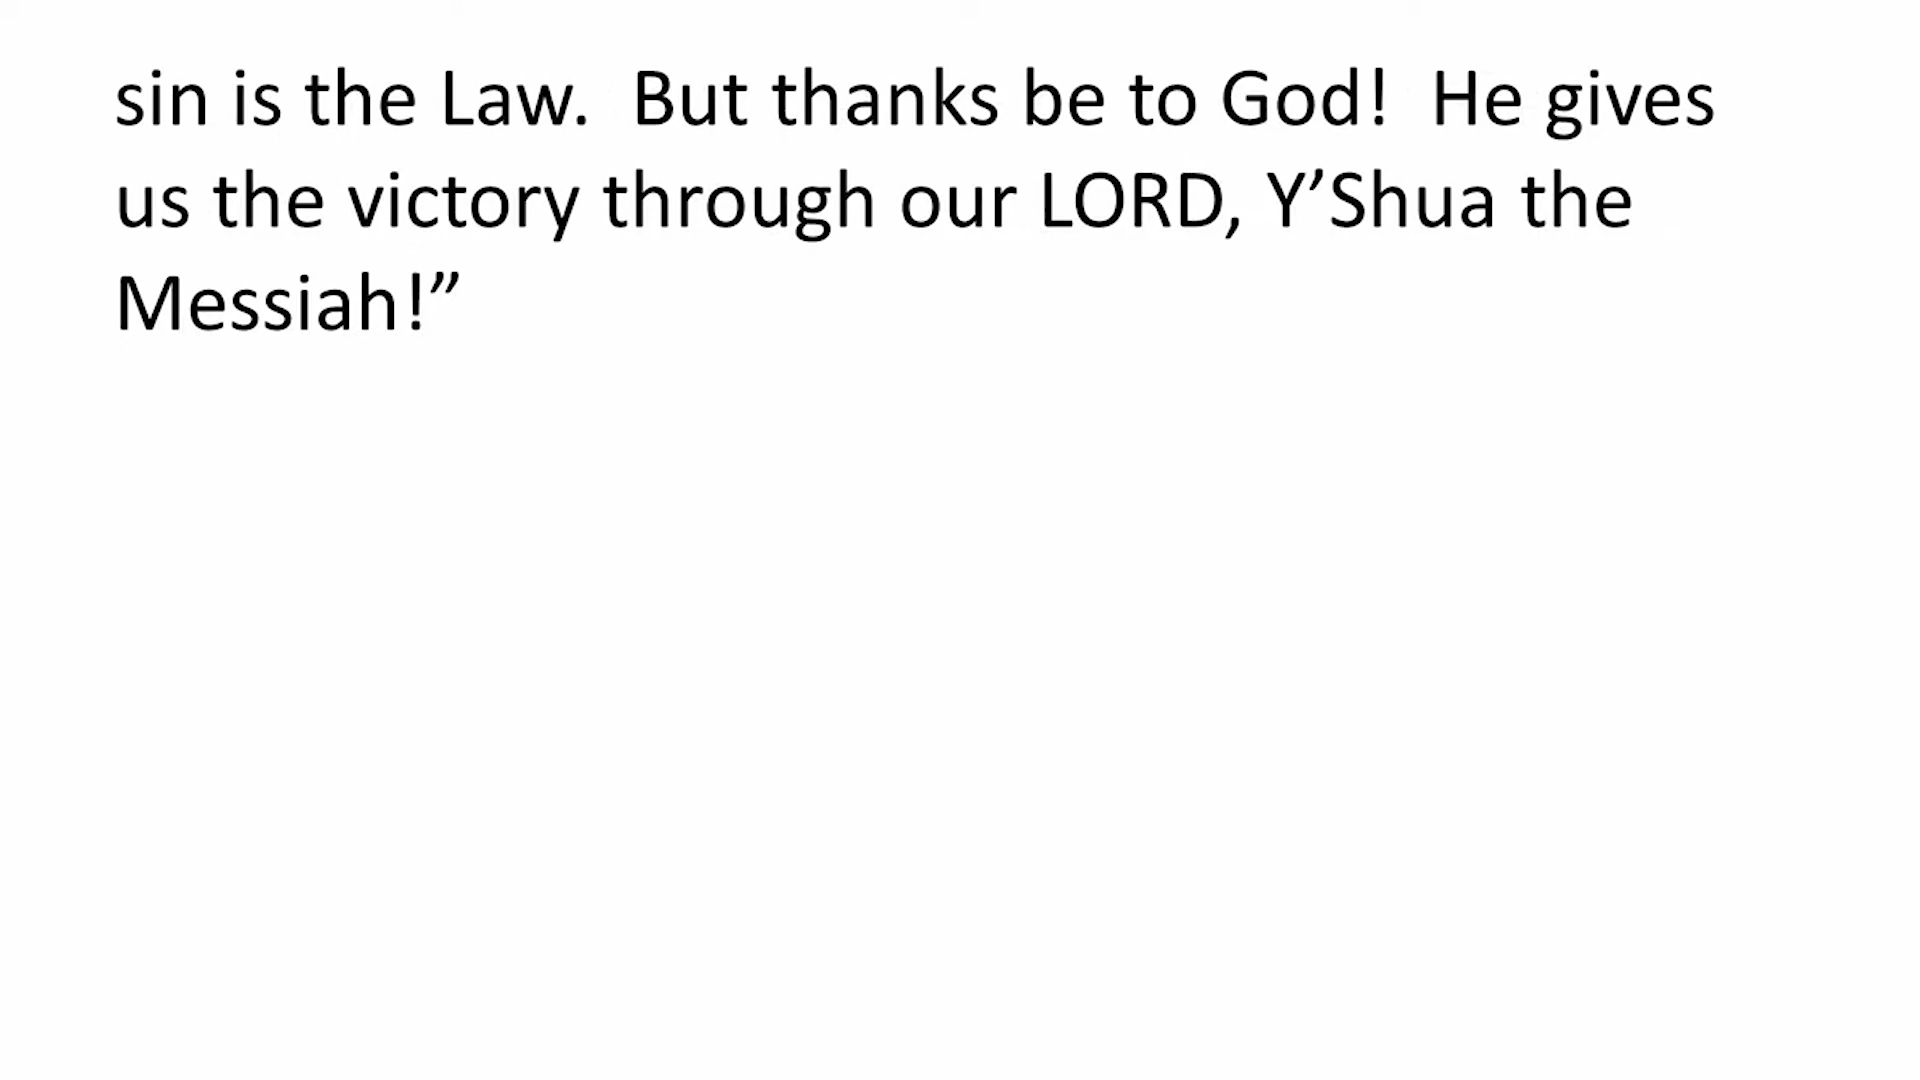 sin is the Law.  But thanks be to God!  He gives
us the victory through our LORD, Y’Shua the
Messiah!”